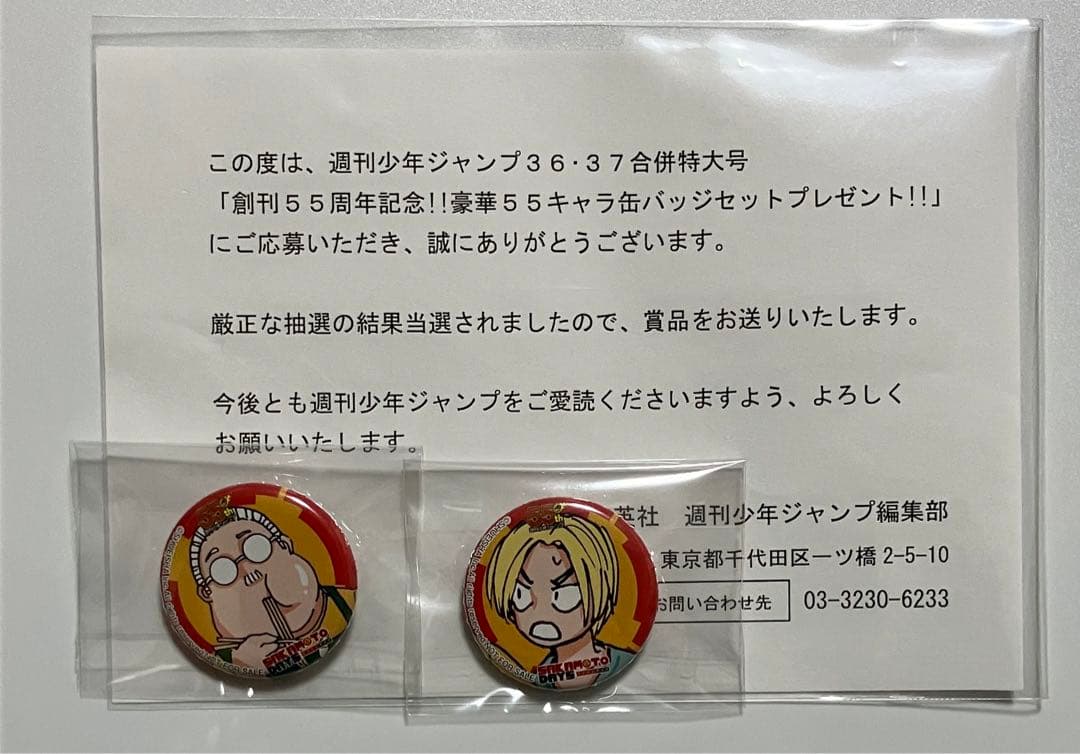 この度は、週刊少年ジャンプ３６・３７合併特大号
「創刊５５周年記念!!豪華５５キャラ缶バッジセットプレゼント!!」
にご応募いただき、誠にありがとうございます。
厳正な抽選の結果当選されましたので、賞品をお送りいたします。
今後とも週刊少年ジャンプをご愛読くださいますよう、よろしく
お願いいたします。
英社　週刊少年ジャンプ編集部
東京都千代田区一ツ橋 2-5-10
お問い合わせ先　03-3230-6233
SAKAMOTO
NOT FOR SALE
SAKAMOTO
DAYS
NOT FOR SALE